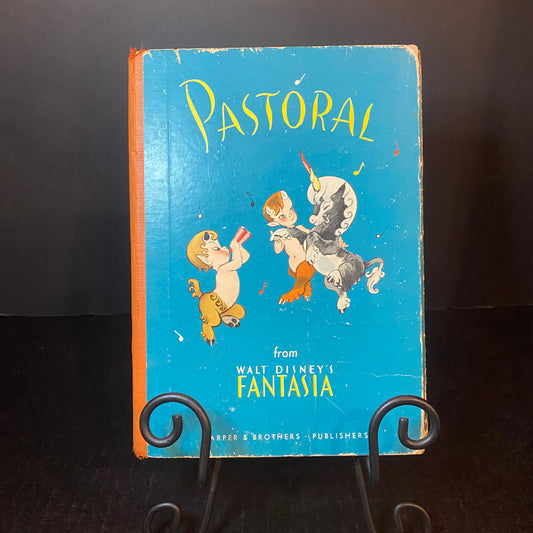 PASTORAL
from
WALT DISNEY'S
FANTASIA
ARPER & BROTHERS · PUBLISHERS